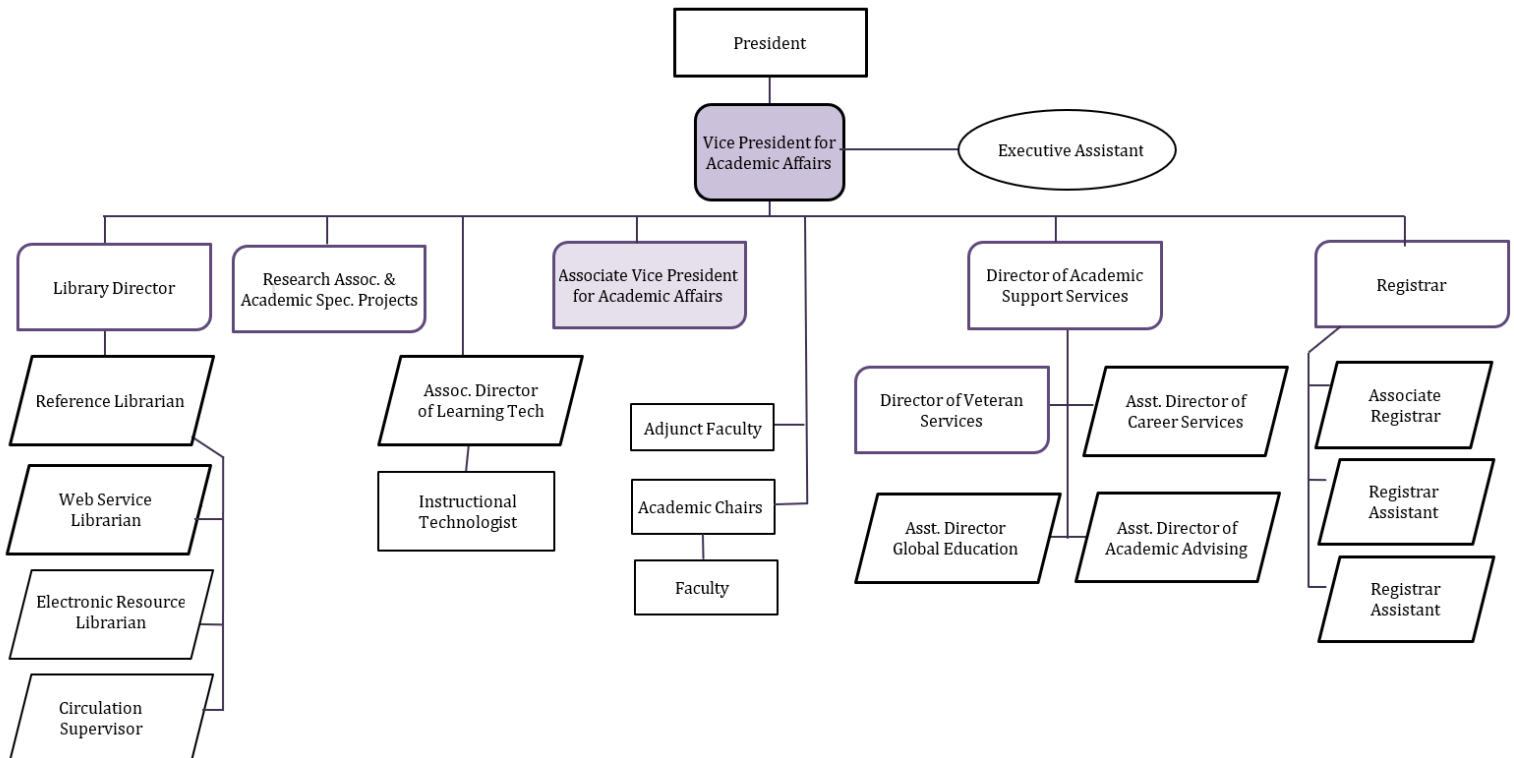 President
Vice President for
Academic Affairs
Executive Assistant
Library Director
Research Assoc. &
Academic Spec. Projects
Associate Vice President
for Academic Affairs
Director of Academic
Support Services
Registrar
Reference Librarian
Assoc. Director
of Learning Tech
Adjunct Faculty
Director of Veteran
Services
Asst. Director of
Career Services
Associate
Registrar
Web Service
Librarian
Instructional
Technologist
Academic Chairs
Asst. Director
Global Education
Asst. Director of
Academic Advising
Registrar
Assistant
Electronic Resource
Librarian
Faculty
Registrar
Assistant
Circulation
Supervisor